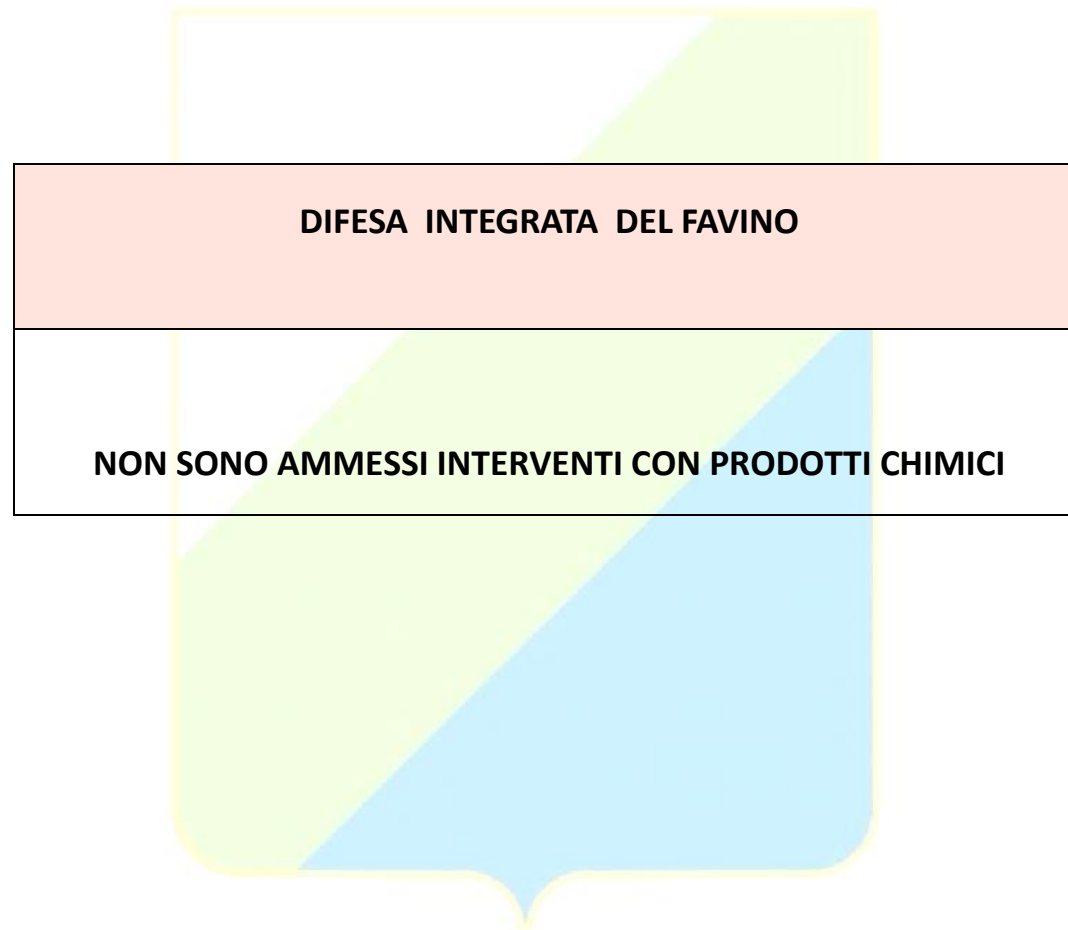 DIFESA INTEGRATA DEL FAVINO
NON SONO AMMESSI INTERVENTI CON PRODOTTI CHIMICI